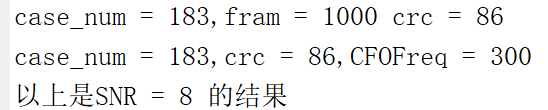 case_num = 183,fram = 1000 crc = 86
case_num = 183,crc = 86,CFOFreq = 300
以上是SNR = 8 的结果